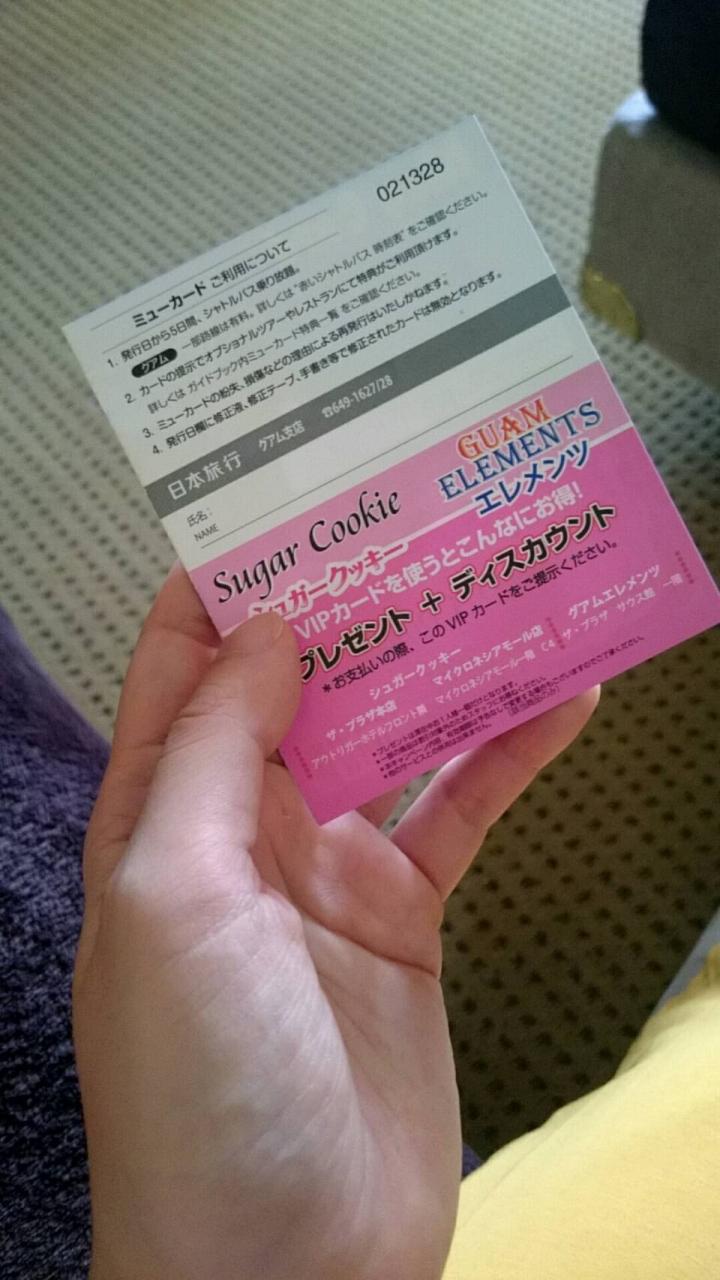 021328
ミューカード ご利用について
1. 発行日から5日間、シャトルバス乗り放題。
グアム 一部路線は有料。詳しくは“赤いシャトルバス 時刻表”をご確認ください。
2. カードの提示でオプショナルツアーやレストランにて特典がご利用頂けます。
詳しくは ガイドブック内ミューカード特典一覧 をご確認ください。
3. ミューカードの紛失、損傷などの理由による再発行はいたしかねます。
4. 発行日欄に修正液、修正テープ、手書き等で修正されたカードは無効となります。
日本旅行 グアム支店 ☎649-1627/28
氏名:
NAME
Sugar Cookie
シュガークッキー
GUAM
ELEMENTS
エレメンツ
VIPカードを使うとこんなにお得!
プレゼント + ディスカウント
*お支払いの際、このVIPカードをご提示ください。
シュガークッキー
ザ・プラザ本店
アウトリガーホテルフロント階
マイクロネシアモール店
マイクロネシアモール一階 C4
グアムエレメンツ
ザ・プラザ サウス館 一階